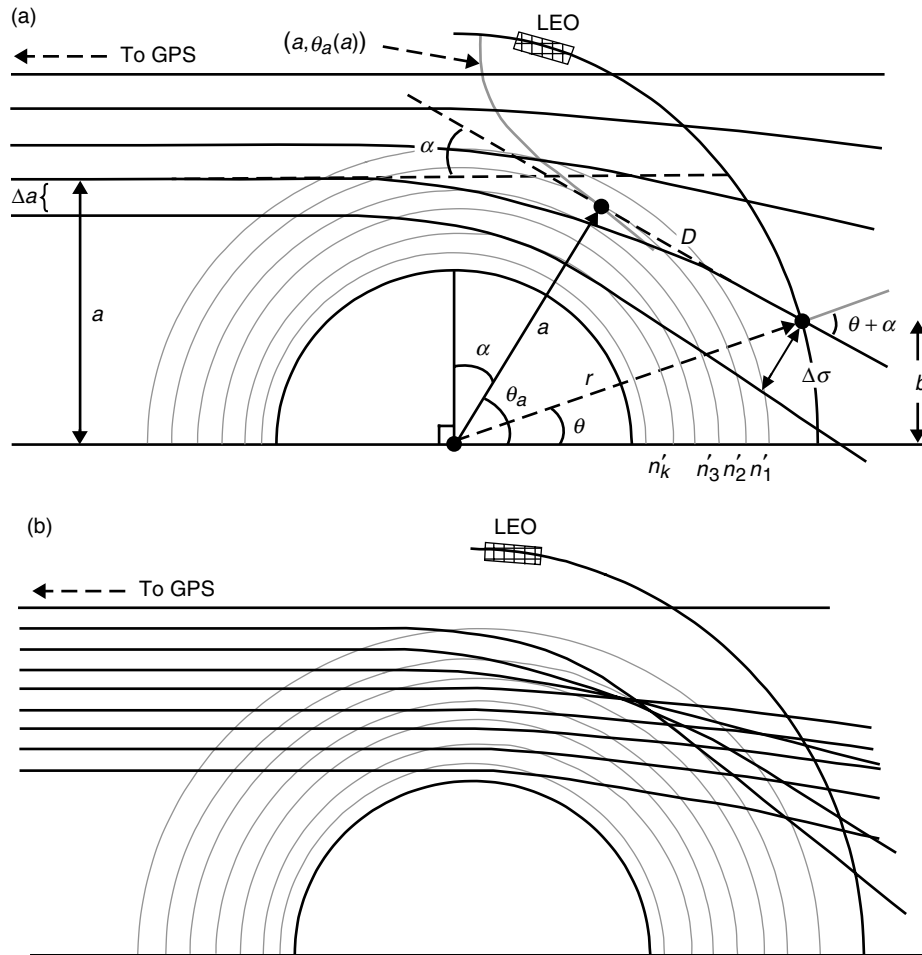 (a)
LEO
(a, θₐ(a))
To GPS
α
Δa{
D
a
a
θ + α
α
r
Δσ
b
θₐ
θ
n′ₖ n′₃ n′₂ n′₁
(b)
LEO
To GPS